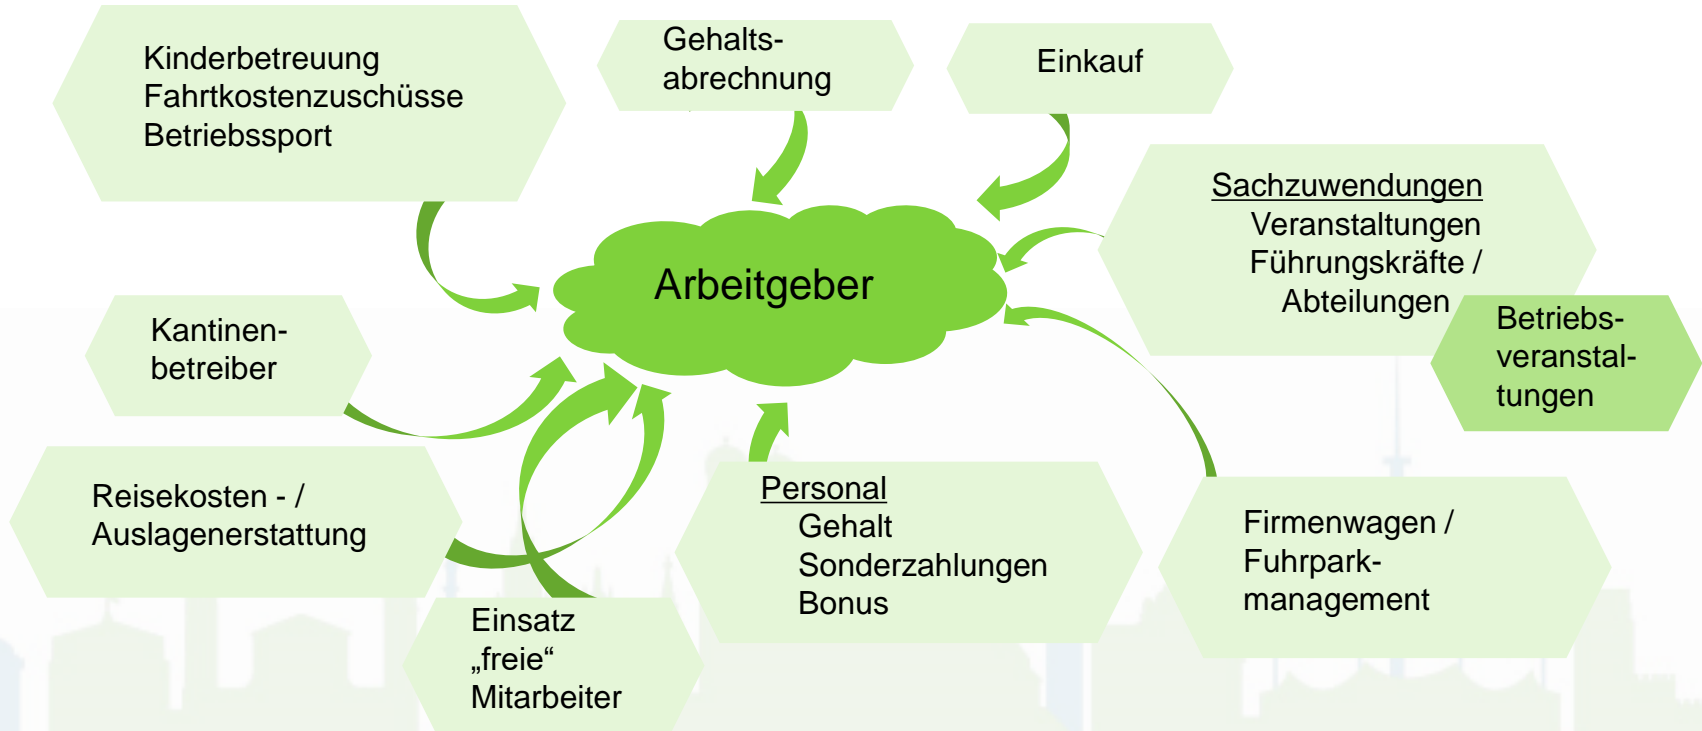 Kinderbetreuung
Fahrtkostenzuschüsse
Betriebssport
Gehalts-
abrechnung
Einkauf
Sachzuwendungen
Veranstaltungen
Führungskräfte /
Abteilungen
Betriebs-
veranstal-
tungen
Arbeitgeber
Kantinen-
betreiber
Reisekosten - /
Auslagenerstattung
Einsatz
„freie“
Mitarbeiter
Personal
Gehalt
Sonderzahlungen
Bonus
Firmenwagen /
Fuhrpark-
management